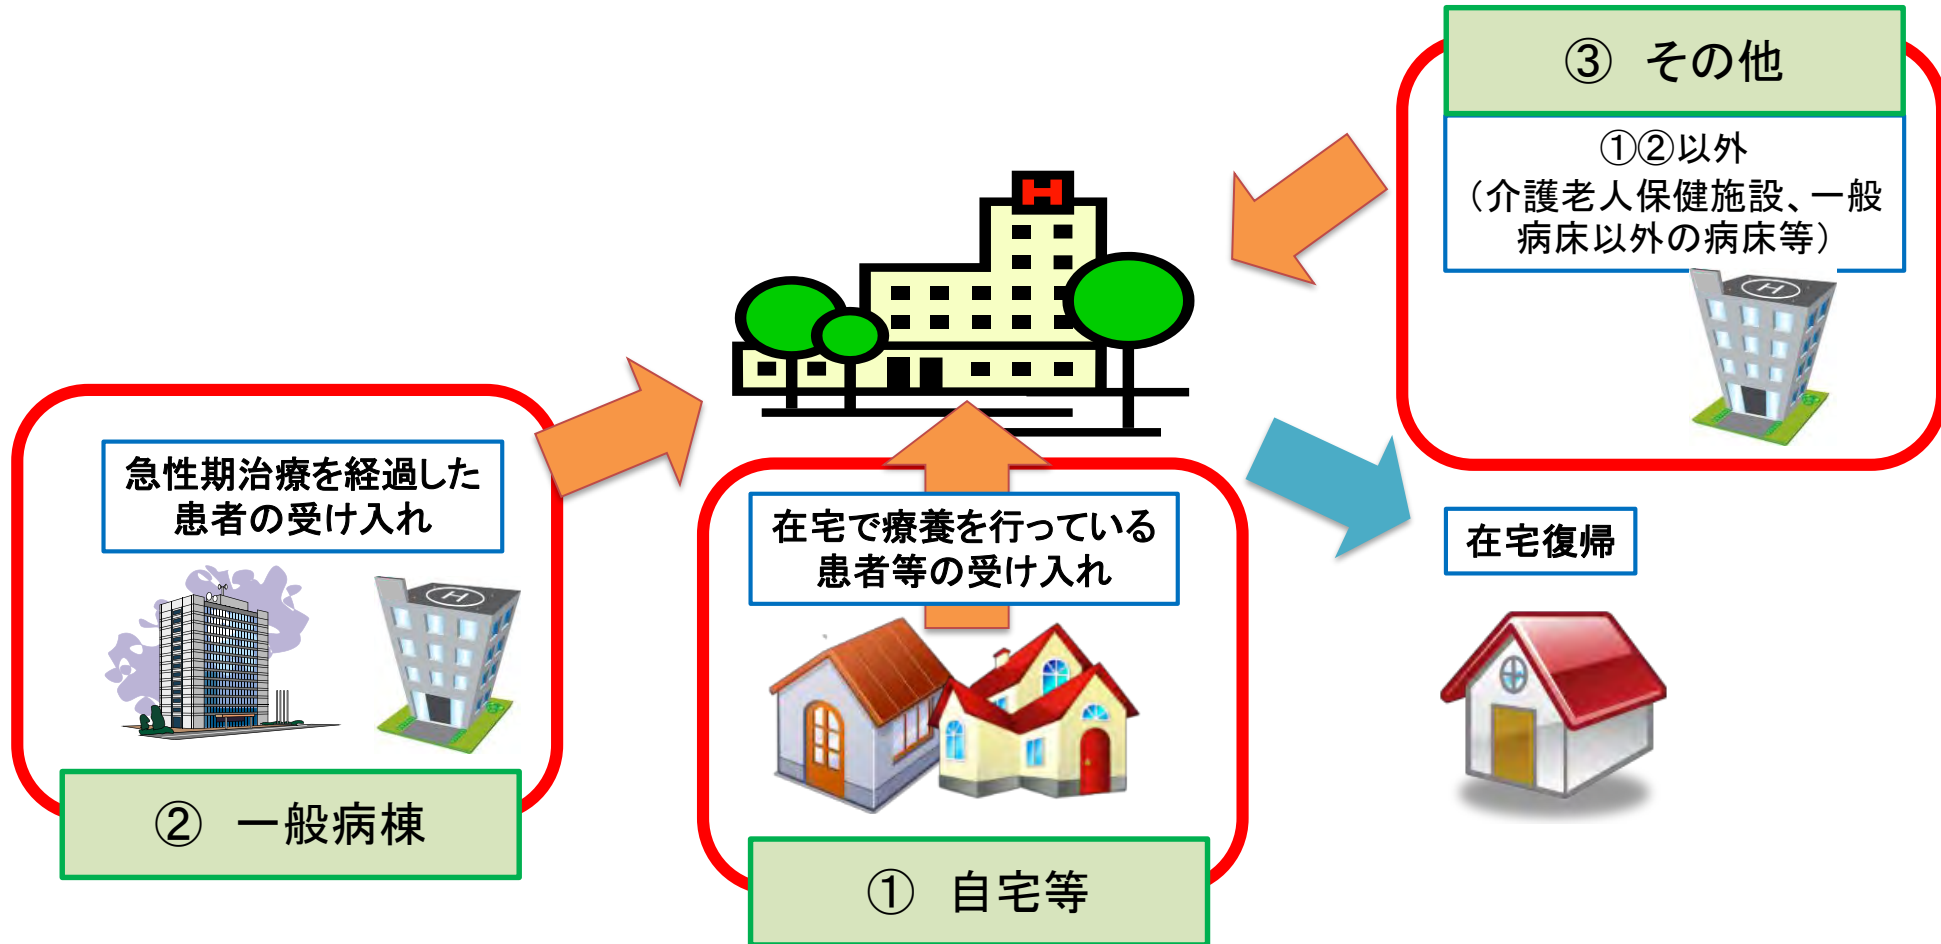 ③ その他
①②以外
(介護老人保健施設、一般
病床以外の病床等)
急性期治療を経過した
患者の受け入れ
② 一般病棟
在宅で療養を行っている
患者等の受け入れ
① 自宅等
在宅復帰
H
H
H